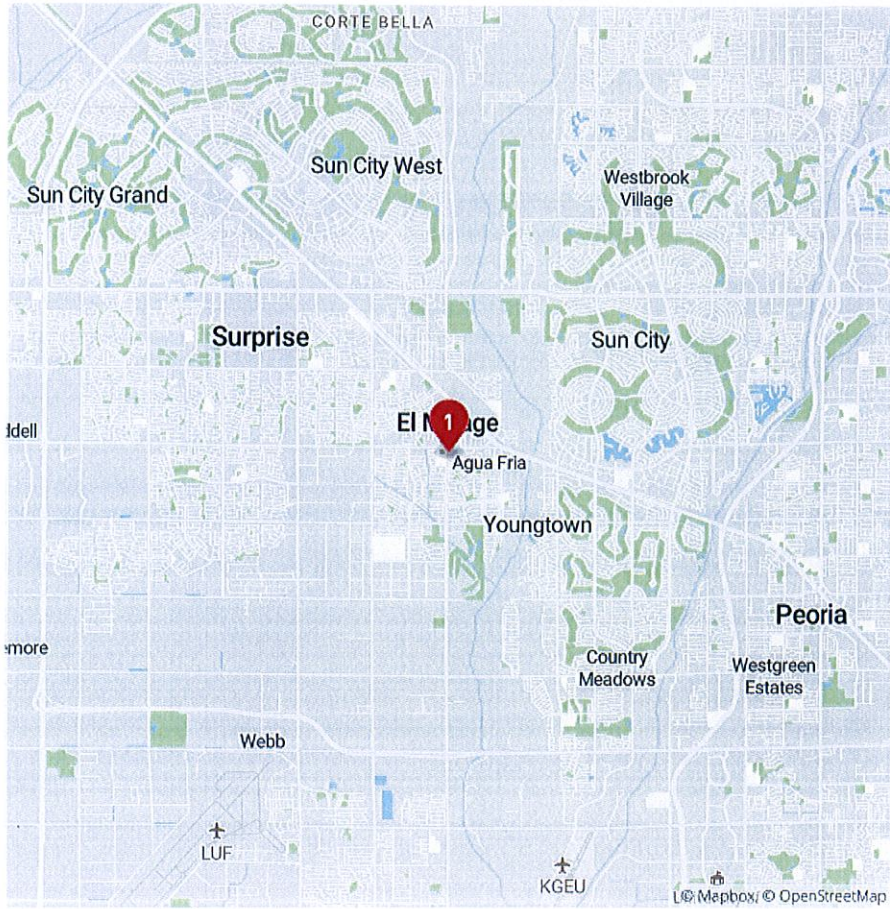 CORTE BELLA
Sun City West
Westbrook
Village
Sun City Grand
Surprise
Sun City
1
ddell
Agua Fria
Youngtown
Peoria
emore
Country
Meadows
Westgreen
Estates
Webb
LUF
KGEU
© Mapbox, © OpenStreetMap